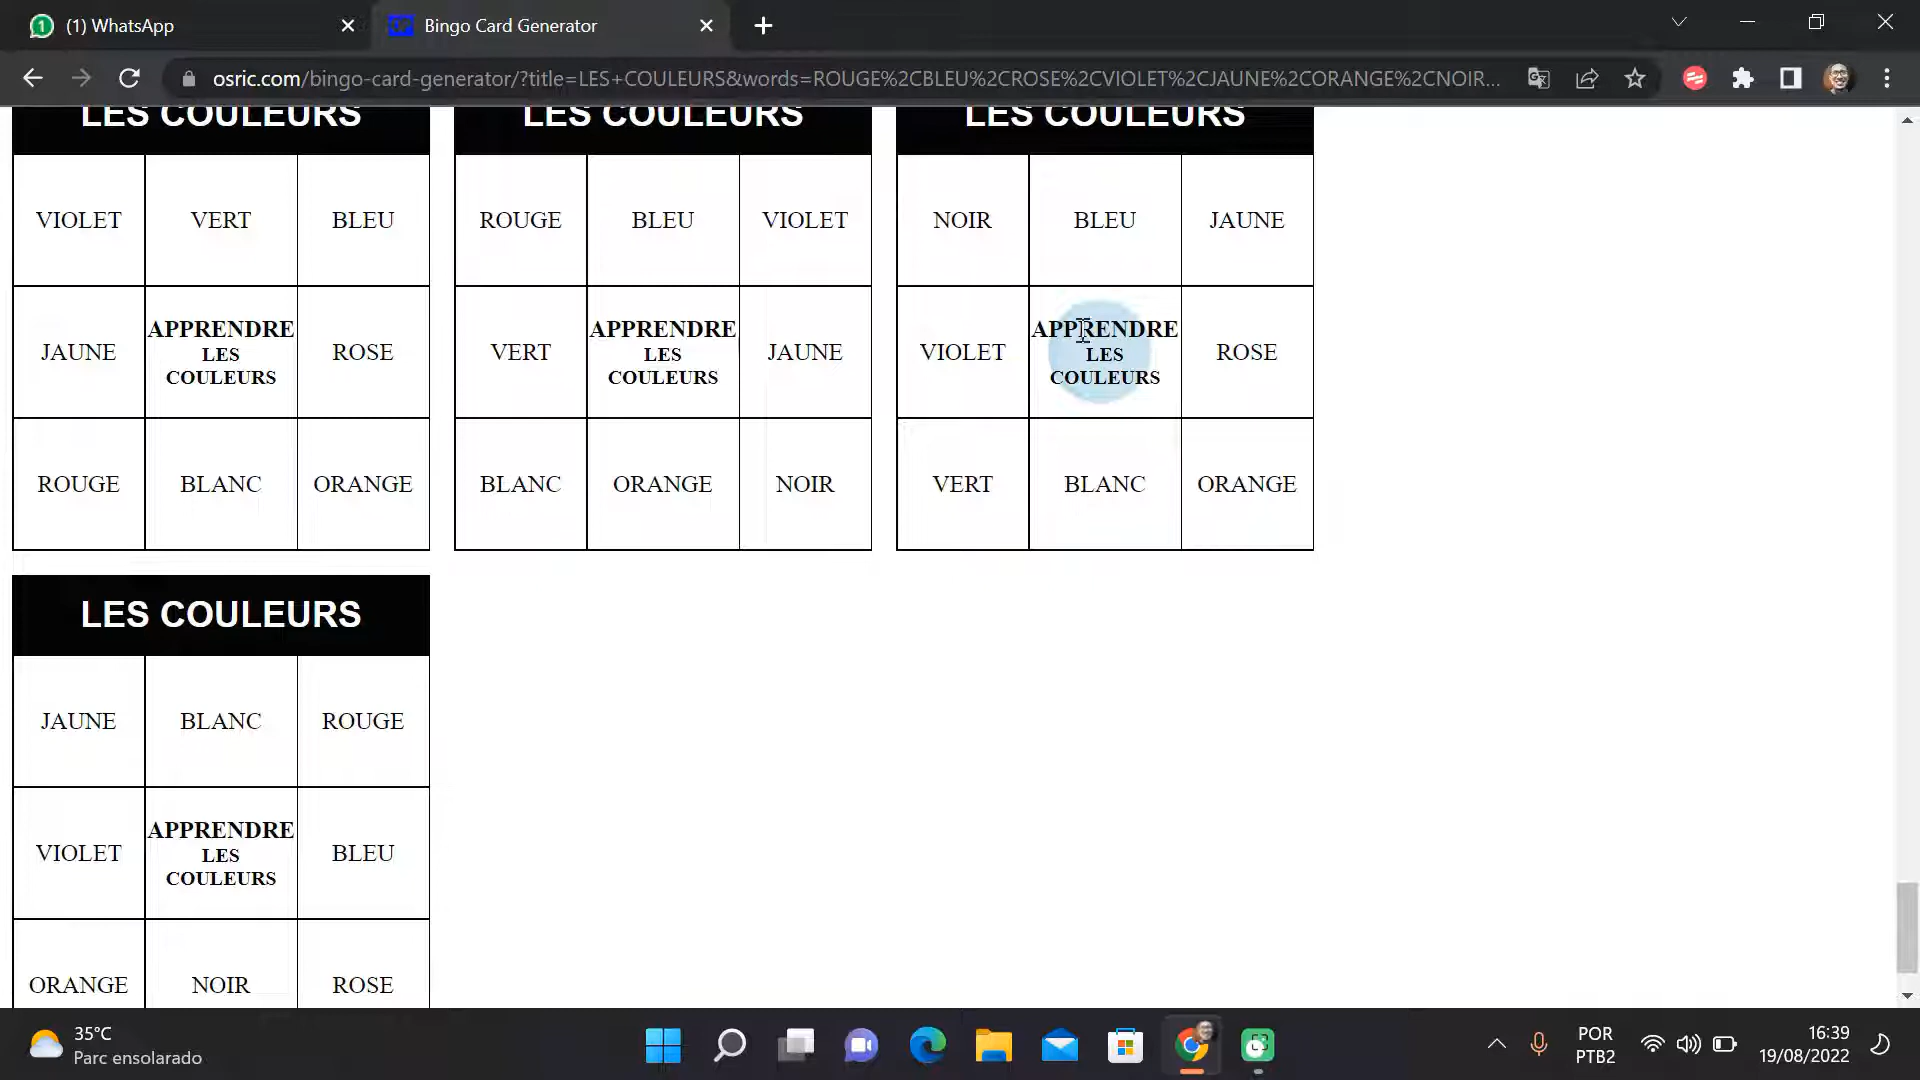 (1) WhatsApp
Bingo Card Generator
osric.com/bingo-card-generator/?title=LES+COULEURS&words=ROUGE%2CBLEU%2CROSE%2CVIOLET%2CJAUNE%2CORANGE%2CNOIR...
LES COULEURS
VIOLET VERT BLEU
JAUNE APPRENDRE LES COULEURS ROSE
ROUGE BLANC ORANGE
LES COULEURS
ROUGE BLEU VIOLET
VERT APPRENDRE LES COULEURS JAUNE
BLANC ORANGE NOIR
LES COULEURS
NOIR BLEU JAUNE
VIOLET APPRENDRE LES COULEURS ROSE
VERT BLANC ORANGE
LES COULEURS
JAUNE BLANC ROUGE
VIOLET APPRENDRE LES COULEURS BLEU
ORANGE NOIR ROSE
35°C
Parc ensolarado
POR
PTB2
16:39
19/08/2022